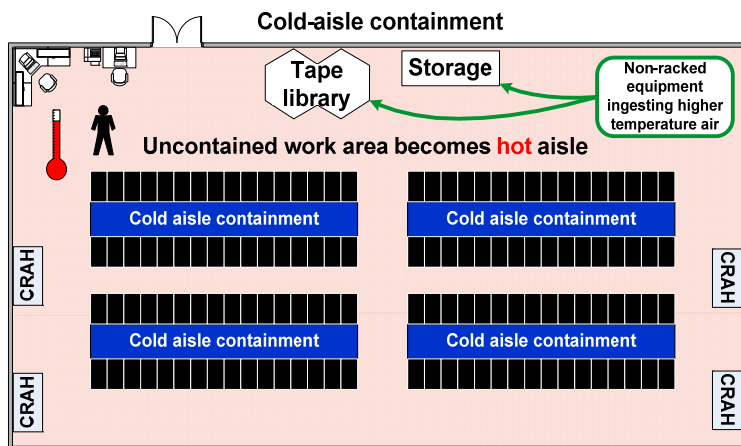 Cold-aisle containment
Tape
library
Storage
Non-racked
equipment
ingesting higher
temperature air
Uncontained work area becomes hot aisle
Cold aisle containment
Cold aisle containment
CRAH
CRAH
Cold aisle containment
Cold aisle containment
CRAH
CRAH